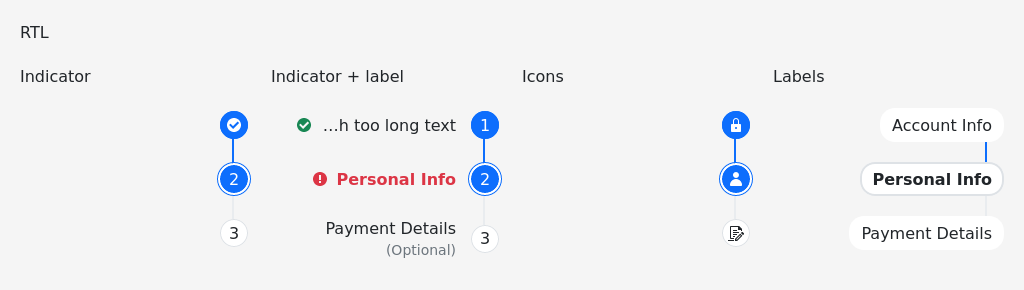 RTL
Indicator
2
3
Indicator + label
...h too long text 1
Personal Info 2
Payment Details
(Optional) 3
Icons
Labels
Account Info
Personal Info
Payment Details